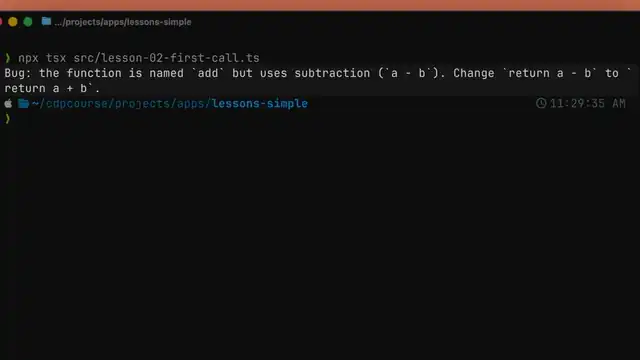 .../projects/apps/lessons-simple
❯ npx tsx src/lesson-02-first-call.ts
Bug: the function is named `add` but uses subtraction (`a - b`). Change `return a - b` to `
return a + b`.
~/cdpcourse/projects/apps/lessons-simple 11:29:35 AM
❯